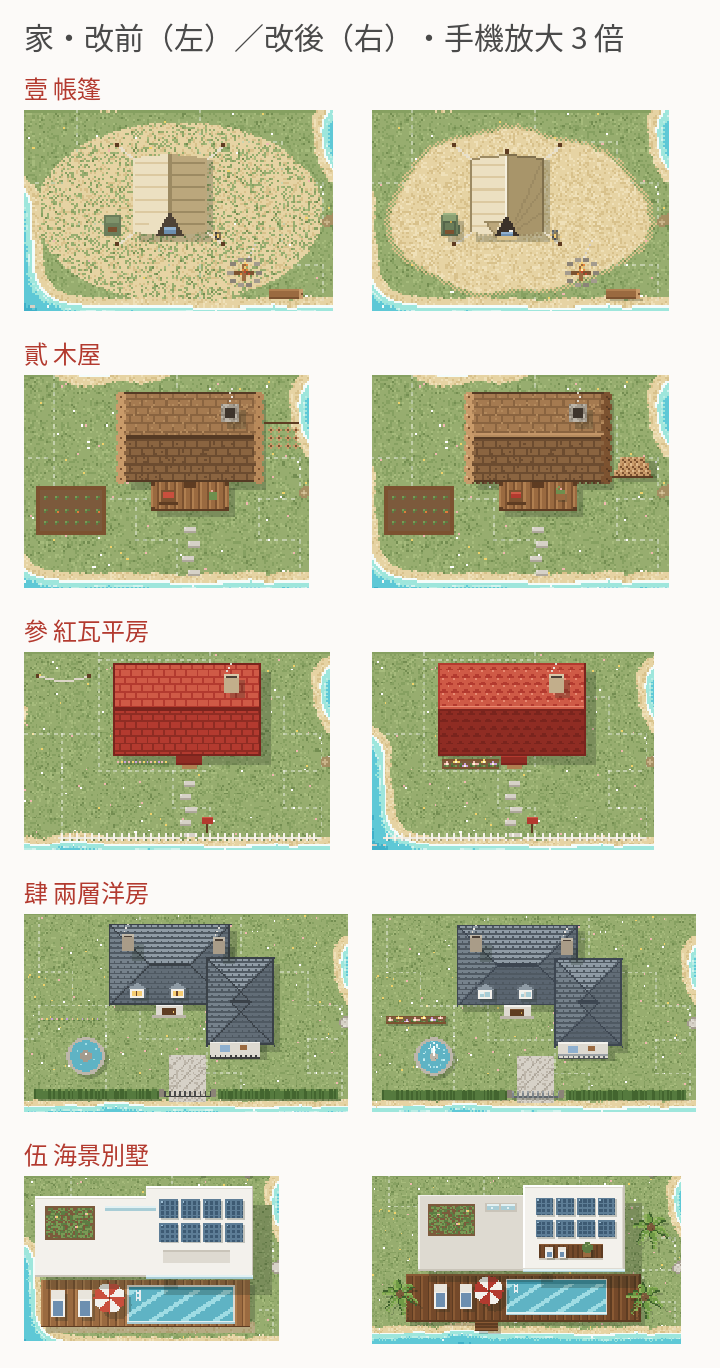 家・改前（左）／改後（右）・手機放大 3 倍
壹 帳篷
貳 木屋
參 紅瓦平房
肆 兩層洋房
伍 海景別墅